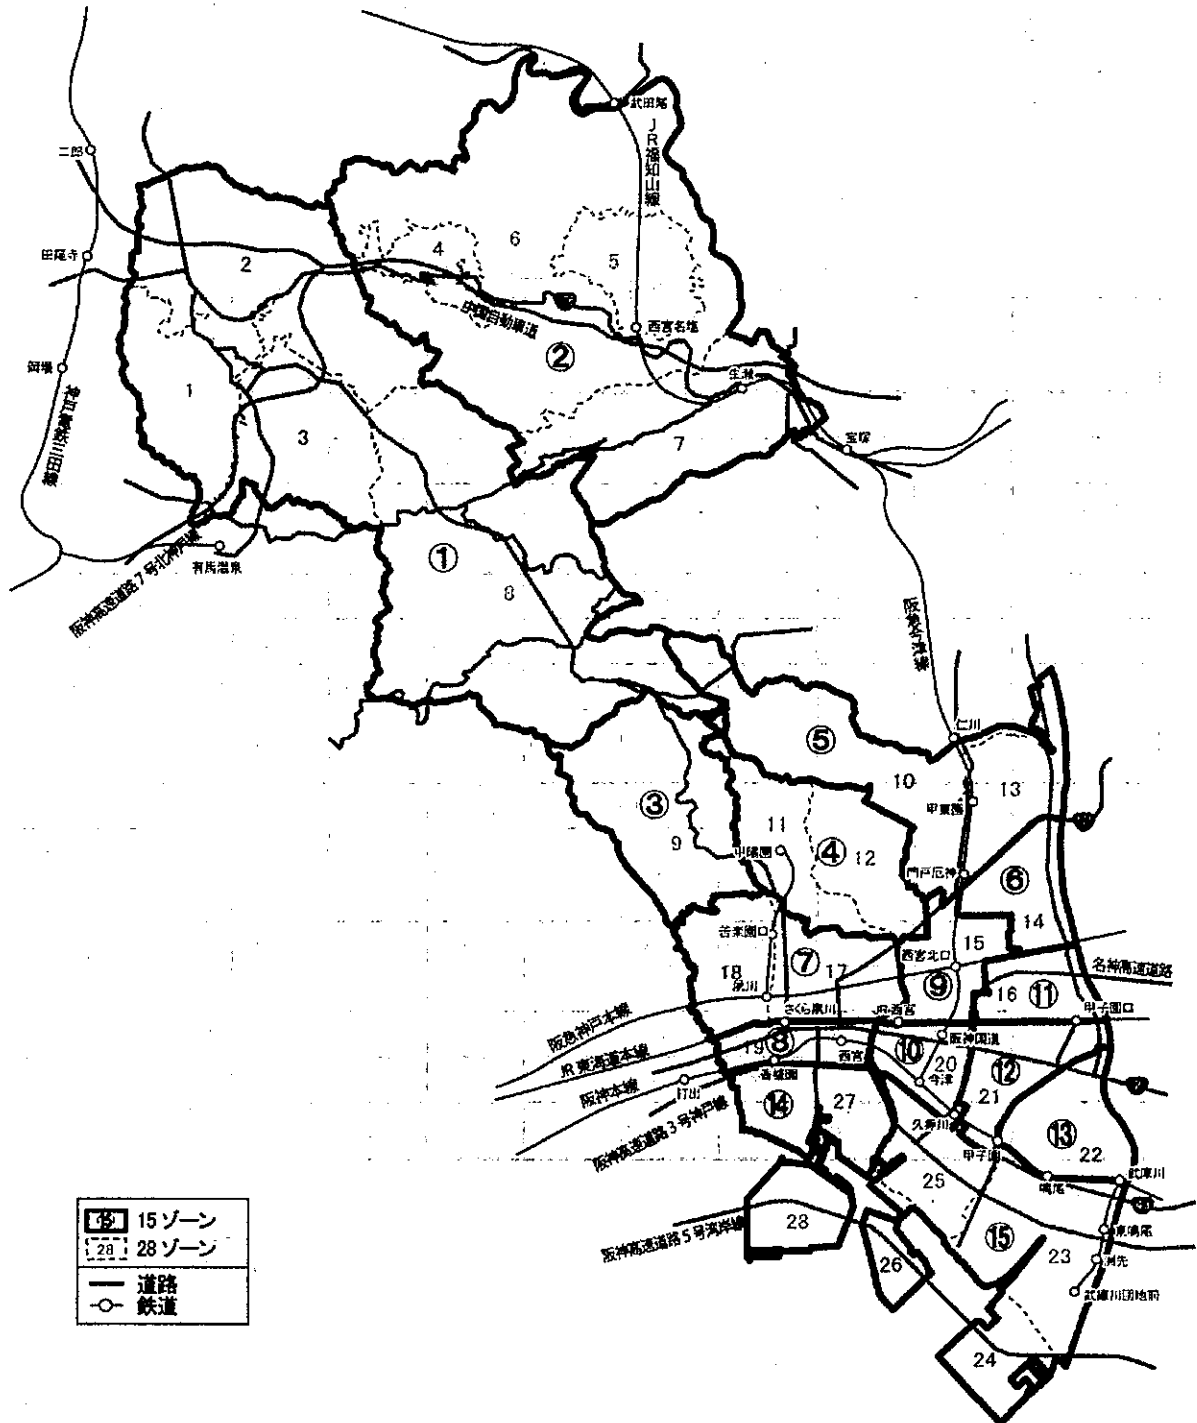 武田尾
JR福知山線
二郎
田尾寺
2
4
6
5
中国自動車道
西宮名塩
岡場
②
生瀬
1
神戸電鉄三田線
3
7
宝塚
有馬温泉
阪神高速道路7号北神戸線
①
8
阪急今津線
仁川
⑤
10
13
甲東園
③
9
11
甲陽園
④
12
門戸厄神
⑥
14
苦楽園口
⑦
17
18
夙川
西宮北口
15
⑨
16
⑪
名神高速道路
さくら夙川
JR西宮
甲子園口
阪急神戸本線
JR東海道本線
19
⑧
西宮
⑩
阪神国道
20
⑫
阪神本線
打出
香櫨園
今津
21
2
⑭
27
久寿川
⑬
22
阪神高速道路3号神戸線
甲子園
鳴尾
武庫川
25
28
阪神高速道路5号湾岸線
26
⑮
23
東鳴尾
洲先
武庫川団地前
24
⑮ 15ゾーン
28 28ゾーン
道路
鉄道